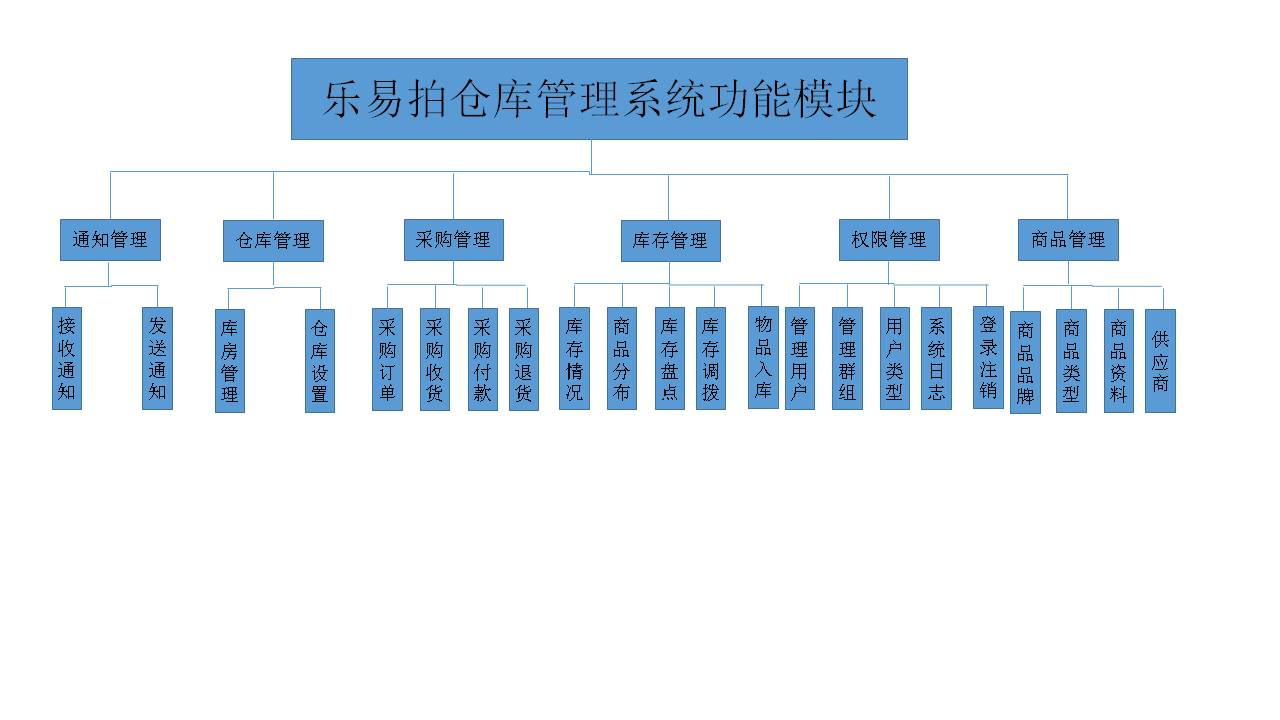 乐易拍仓库管理系统功能模块
通知管理
仓库管理
采购管理
库存管理
权限管理
商品管理
接收通知
发送通知
库房管理
仓库设置
采购订单
采购收货
采购付款
采购退货
库存情况
商品分布
库存盘点
库存调拨
物品入库
管理用户
管理群组
用户类型
系统日志
登录注销
商品品牌
商品类型
商品资料
供应商